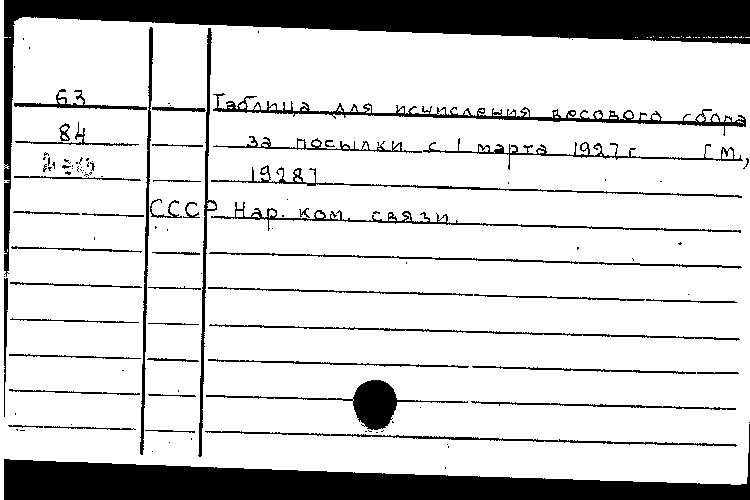 63
Таблица для исчисления весового сбора
84
за посылки с 1 марта 1927 г. [М.,
1928]
СССР Нар. ком. связи.